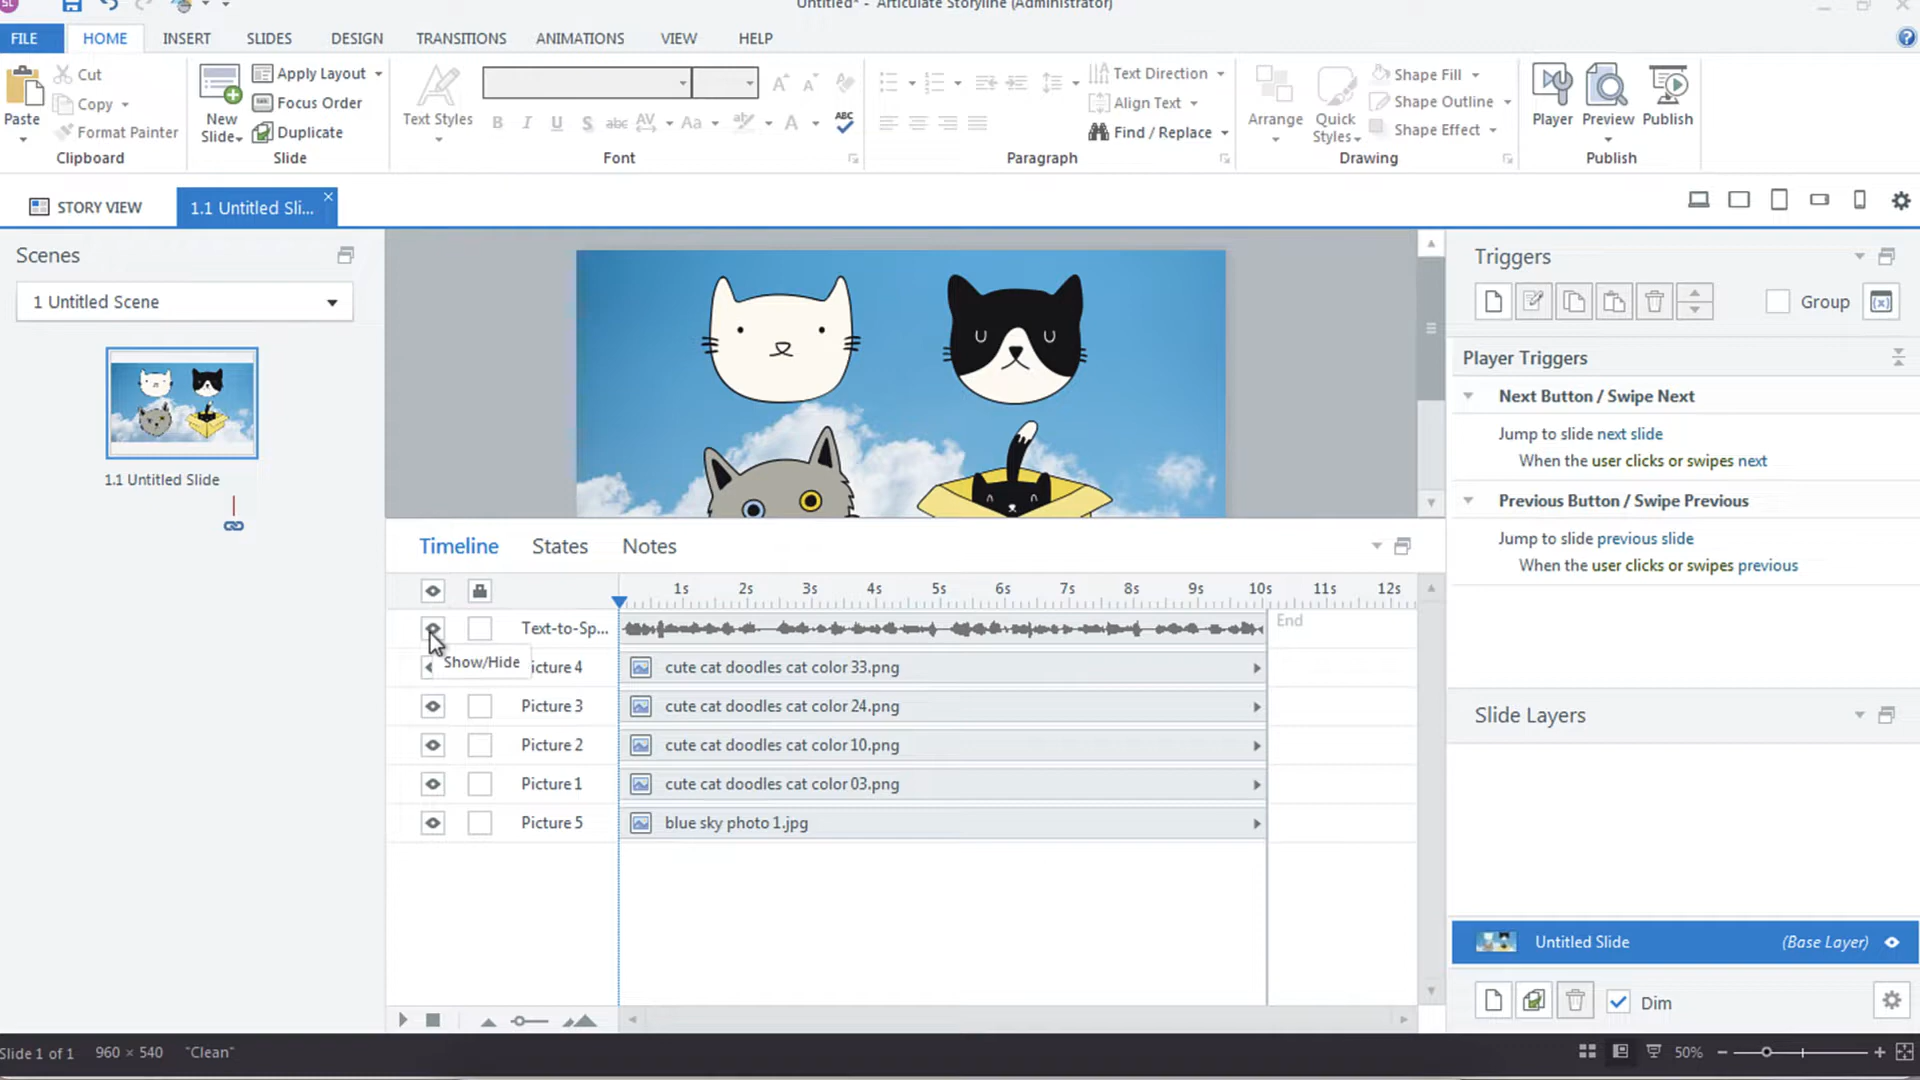 Untitled* - Articulate Storyline (Administrator)
FILE HOME INSERT SLIDES DESIGN TRANSITIONS ANIMATIONS VIEW HELP
Paste
Cut
Copy
Format Painter
Clipboard
New Slide
Apply Layout
Focus Order
Duplicate
Slide
Text Styles
B I U S abc AV Aa A ABC
Font
Text Direction
Align Text
Find / Replace
Paragraph
Arrange
Quick Styles
Shape Fill
Shape Outline
Shape Effect
Drawing
Player
Preview
Publish
Publish
STORY VIEW
1.1 Untitled Sli...
Scenes
1 Untitled Scene
1.1 Untitled Slide
Timeline States Notes
1s 2s 3s 4s 5s 6s 7s 8s 9s 10s 11s 12s
Text-to-Sp...
End
Show/Hide
icture 4 cute cat doodles cat color 33.png
Picture 3 cute cat doodles cat color 24.png
Picture 2 cute cat doodles cat color 10.png
Picture 1 cute cat doodles cat color 03.png
Picture 5 blue sky photo 1.jpg
Triggers
Group
Player Triggers
Next Button / Swipe Next
Jump to slide next slide
When the user clicks or swipes next
Previous Button / Swipe Previous
Jump to slide previous slide
When the user clicks or swipes previous
Slide Layers
Untitled Slide (Base Layer)
Dim
Slide 1 of 1 960 × 540 "Clean"
50%